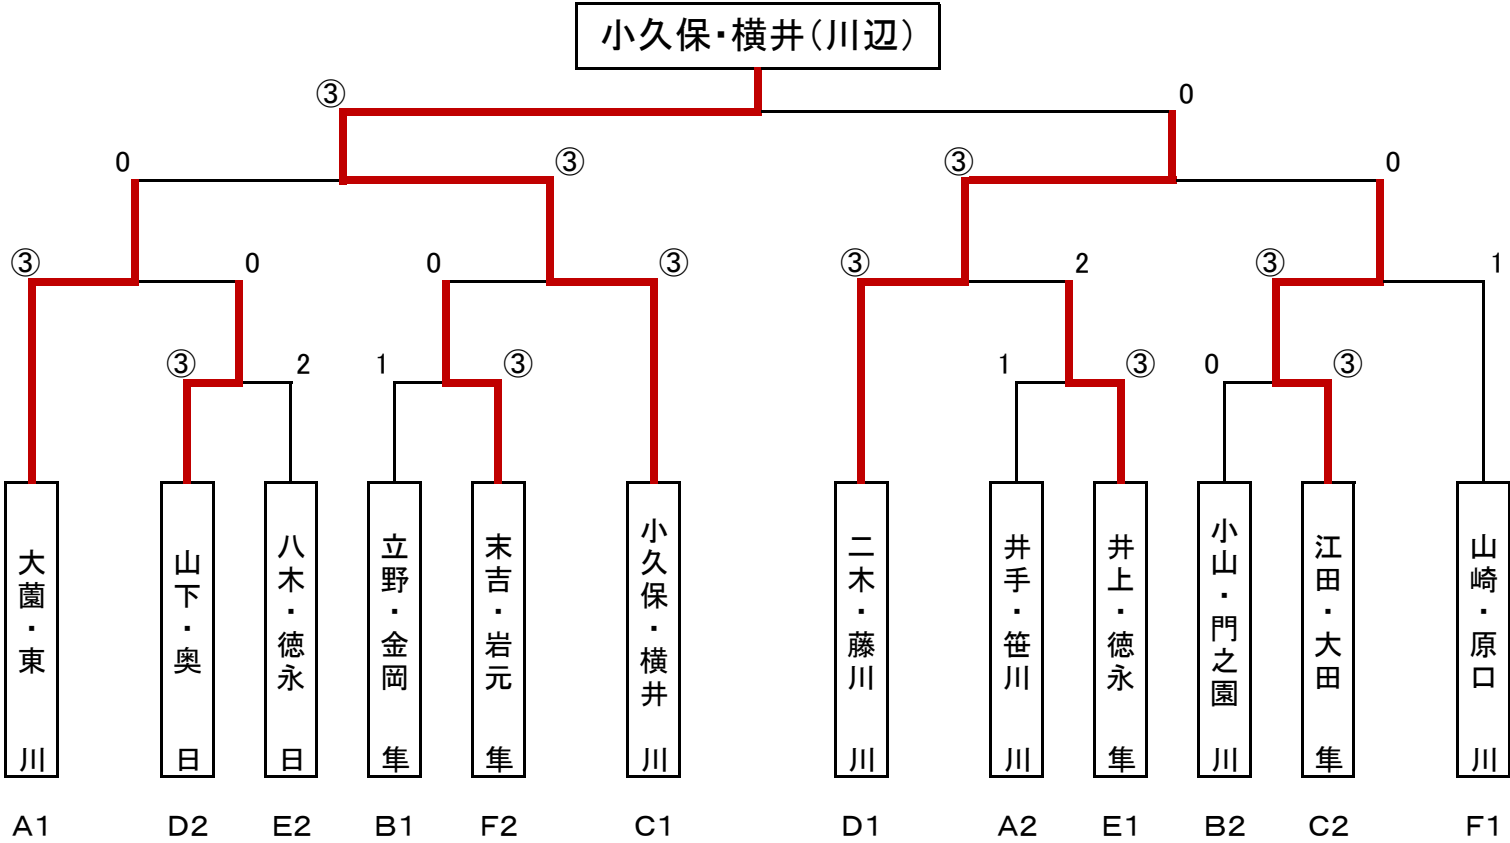 小久保・横井(川辺)
③ 0
0 ③ ③ 0
③ 0 0 ③ ③ 2 ③ 1
③ 2 1 ③ 1 ③ 0 ③
大薗・東 川
山下・奥 日
八木・徳永 日
立野・金岡 隼
末吉・岩元 隼
小久保・横井 川
二木・藤川 川
井手・笹川 川
井上・徳永 隼
小山・門之園 川
江田・大田 隼
山崎・原口 川
A1 D2 E2 B1 F2 C1 D1 A2 E1 B2 C2 F1